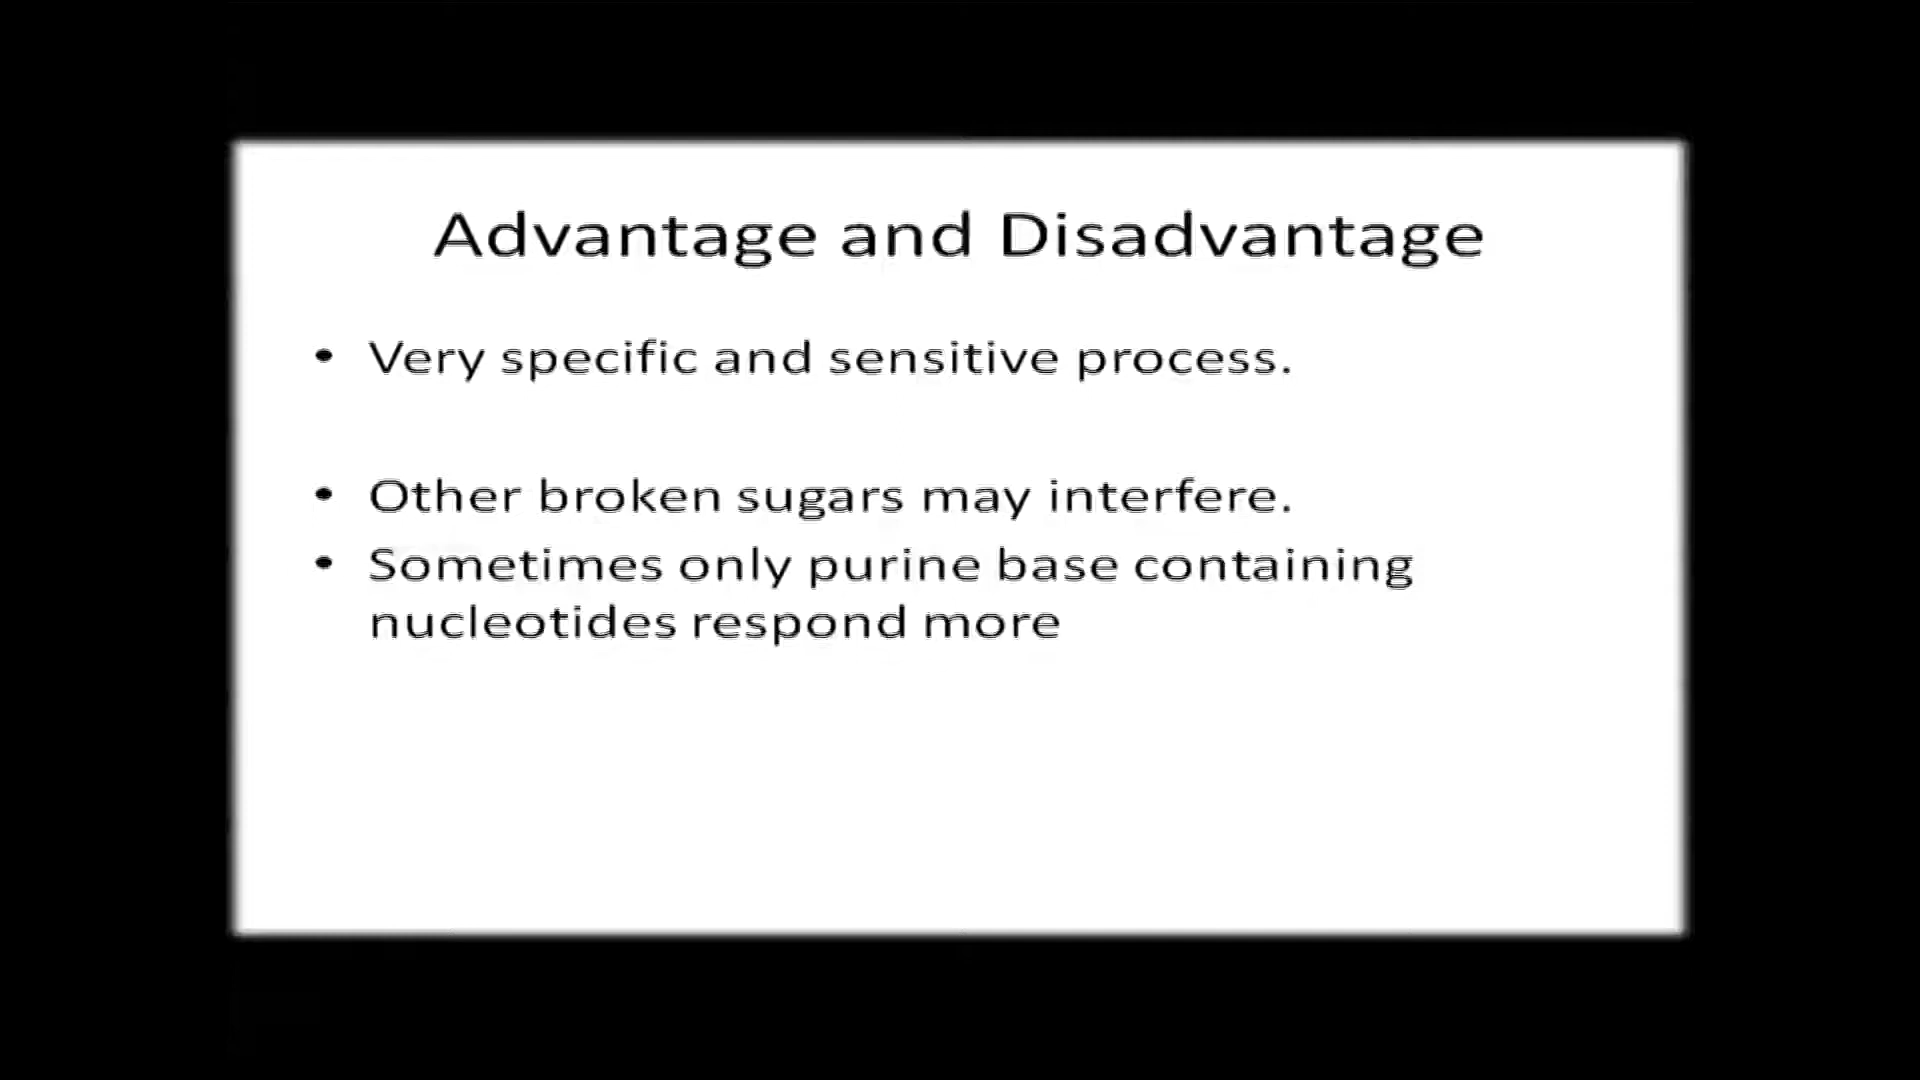 Advantage and Disadvantage
• Very specific and sensitive process.
• Other broken sugars may interfere.
• Sometimes only purine base containing
nucleotides respond more